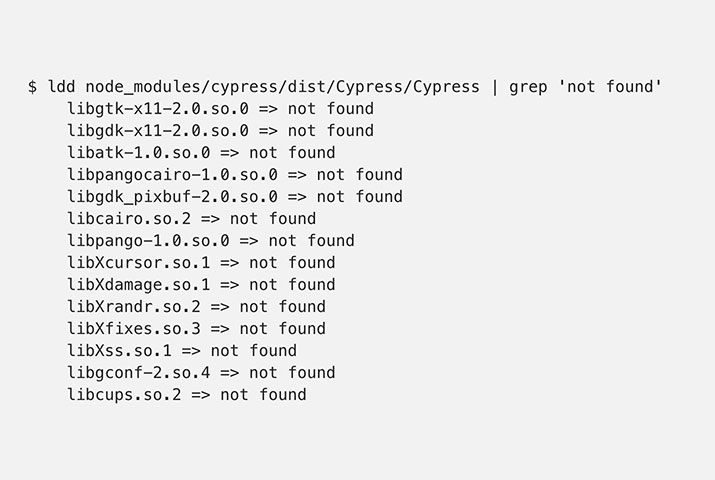 $ ldd node_modules/cypress/dist/Cypress/Cypress | grep 'not found'
libgtk-x11-2.0.so.0 => not found
libgdk-x11-2.0.so.0 => not found
libatk-1.0.so.0 => not found
libpangocairo-1.0.so.0 => not found
libgdk_pixbuf-2.0.so.0 => not found
libcairo.so.2 => not found
libpango-1.0.so.0 => not found
libXcursor.so.1 => not found
libXdamage.so.1 => not found
libXrandr.so.2 => not found
libXfixes.so.3 => not found
libXss.so.1 => not found
libgconf-2.so.4 => not found
libcups.so.2 => not found